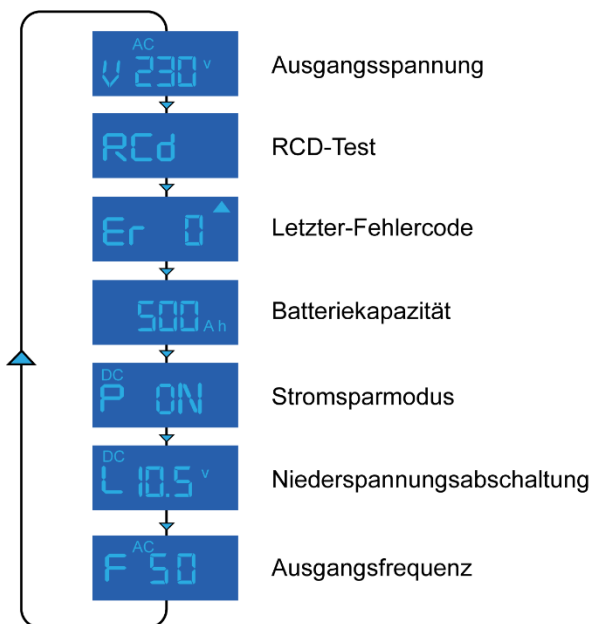 AC
V 230 V
Ausgangsspannung
RCd
RCD-Test
Er 0
Letzter-Fehlercode
500 Ah
Batteriekapazität
DC
P ON
Stromsparmodus
DC
L 10.5 V
Niederspannungsabschaltung
AC
F 50
Ausgangsfrequenz